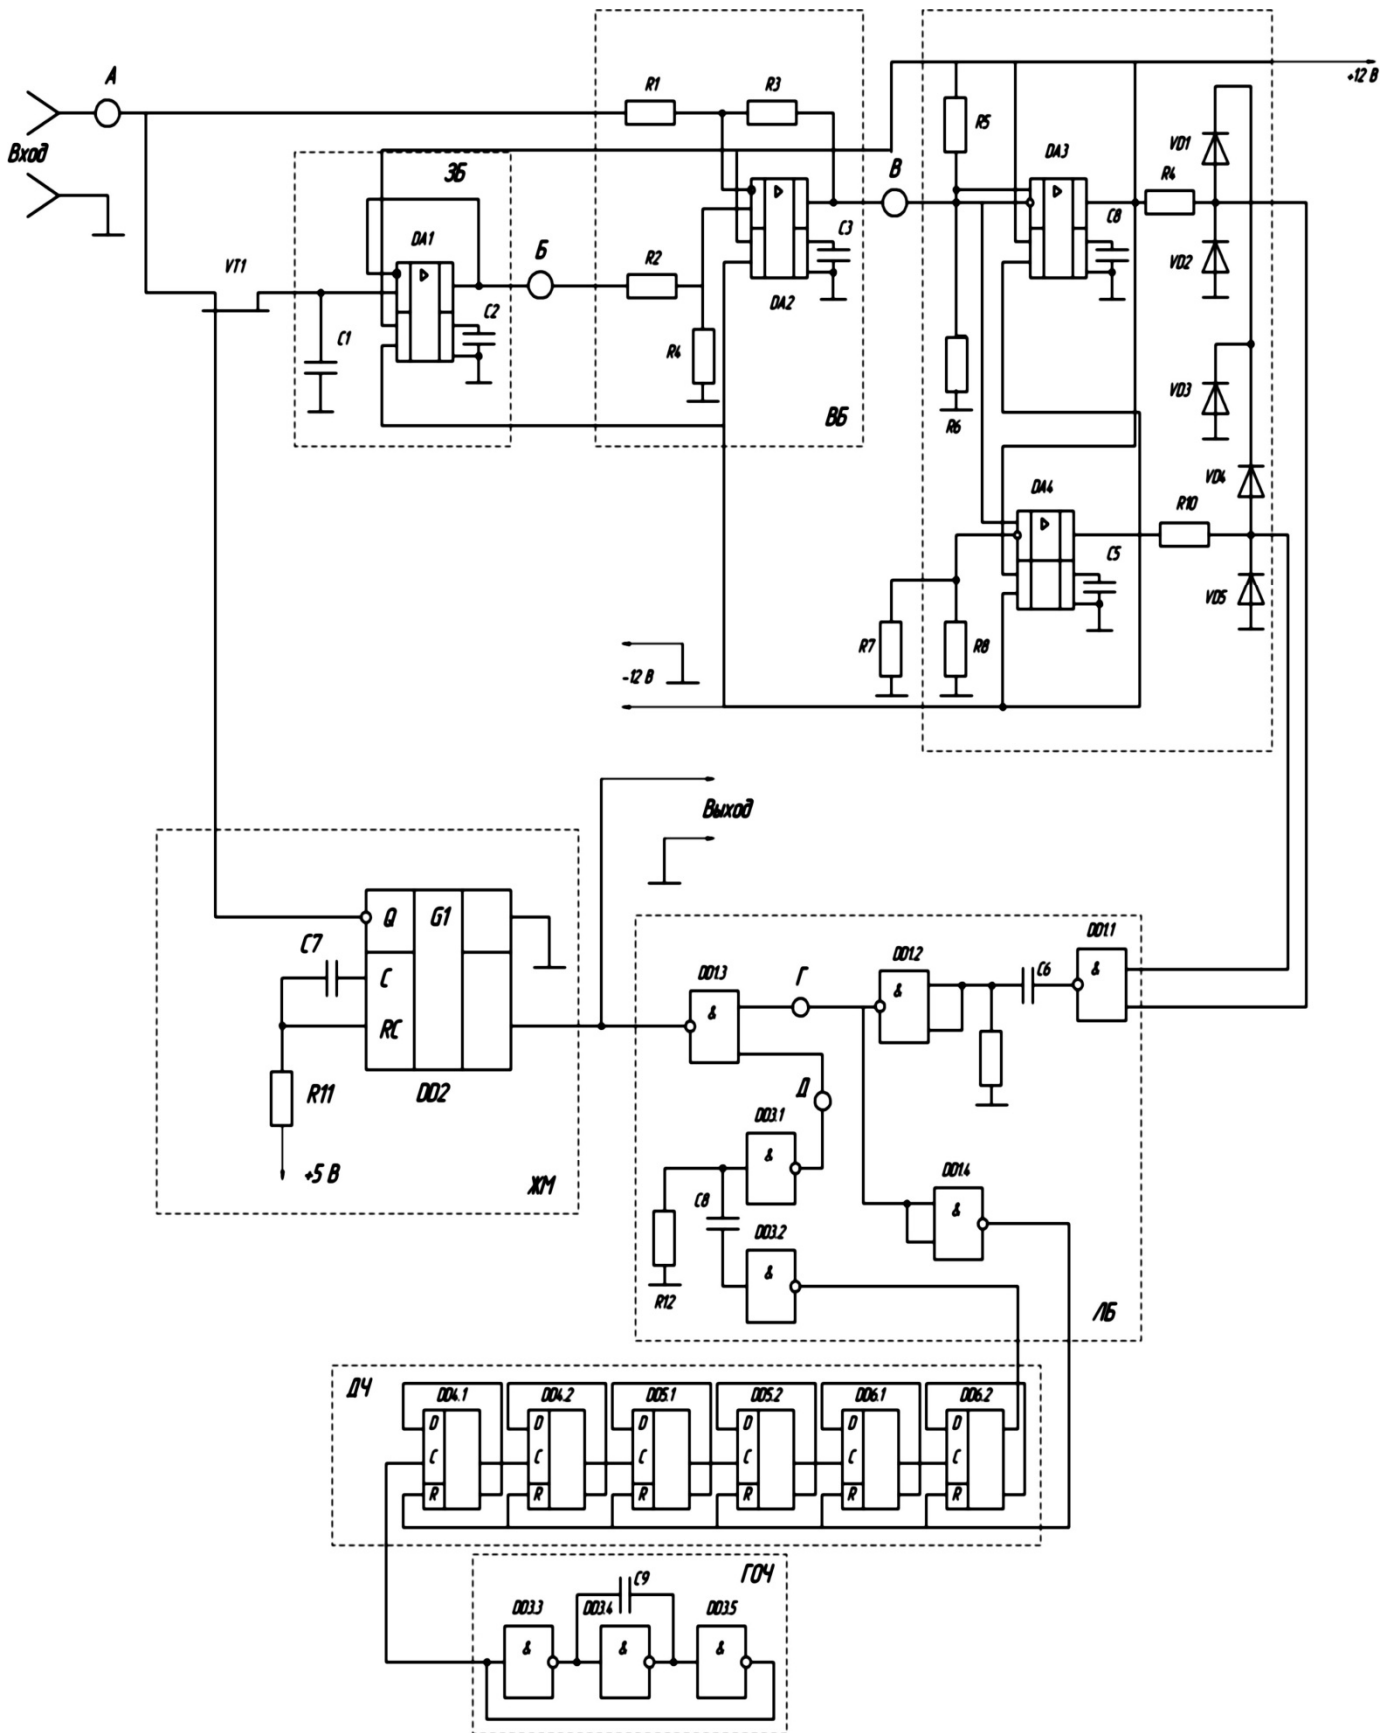 А
Вход
R1
R3
+12 В
R5
VD1
DA3
R4
ЗБ
В
DA1
Б
C3
C8
VT1
R2
VD2
DA2
C2
C1
R4
VD3
ВБ
R6
VD4
DA4
R10
C5
VD5
R7
R8
-12 В
Выход
Q
G1
C7
C
RC
R11
DD2
+5 В
ЖМ
DD1.1
&
DD1.2
&
C6
Г
DD1.3
&
Д
DD3.1
&
DD1.4
&
C8
DD3.2
&
R12
ЛБ
ДЧ
DD4.1
DD4.2
DD5.1
DD5.2
DD6.1
DD6.2
D
D
D
D
D
D
C
C
C
C
C
C
R
R
R
R
R
R
ГОЧ
C9
DD3.3
DD3.4
DD3.5
&
&
&